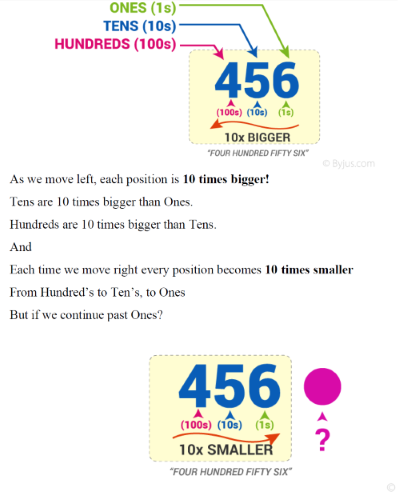 ONES (1s)
TENS (10s)
HUNDREDS (100s)
456
(100s) (10s) (1s)
10x BIGGER
"FOUR HUNDRED FIFTY SIX"
© Byjus.com
As we move left, each position is 10 times bigger!
Tens are 10 times bigger than Ones.
Hundreds are 10 times bigger than Tens.
And
Each time we move right every position becomes 10 times smaller
From Hundred's to Ten's, to Ones
But if we continue past Ones?
456
(100s) (10s) (1s)
?
10x SMALLER
"FOUR HUNDRED FIFTY SIX"
©